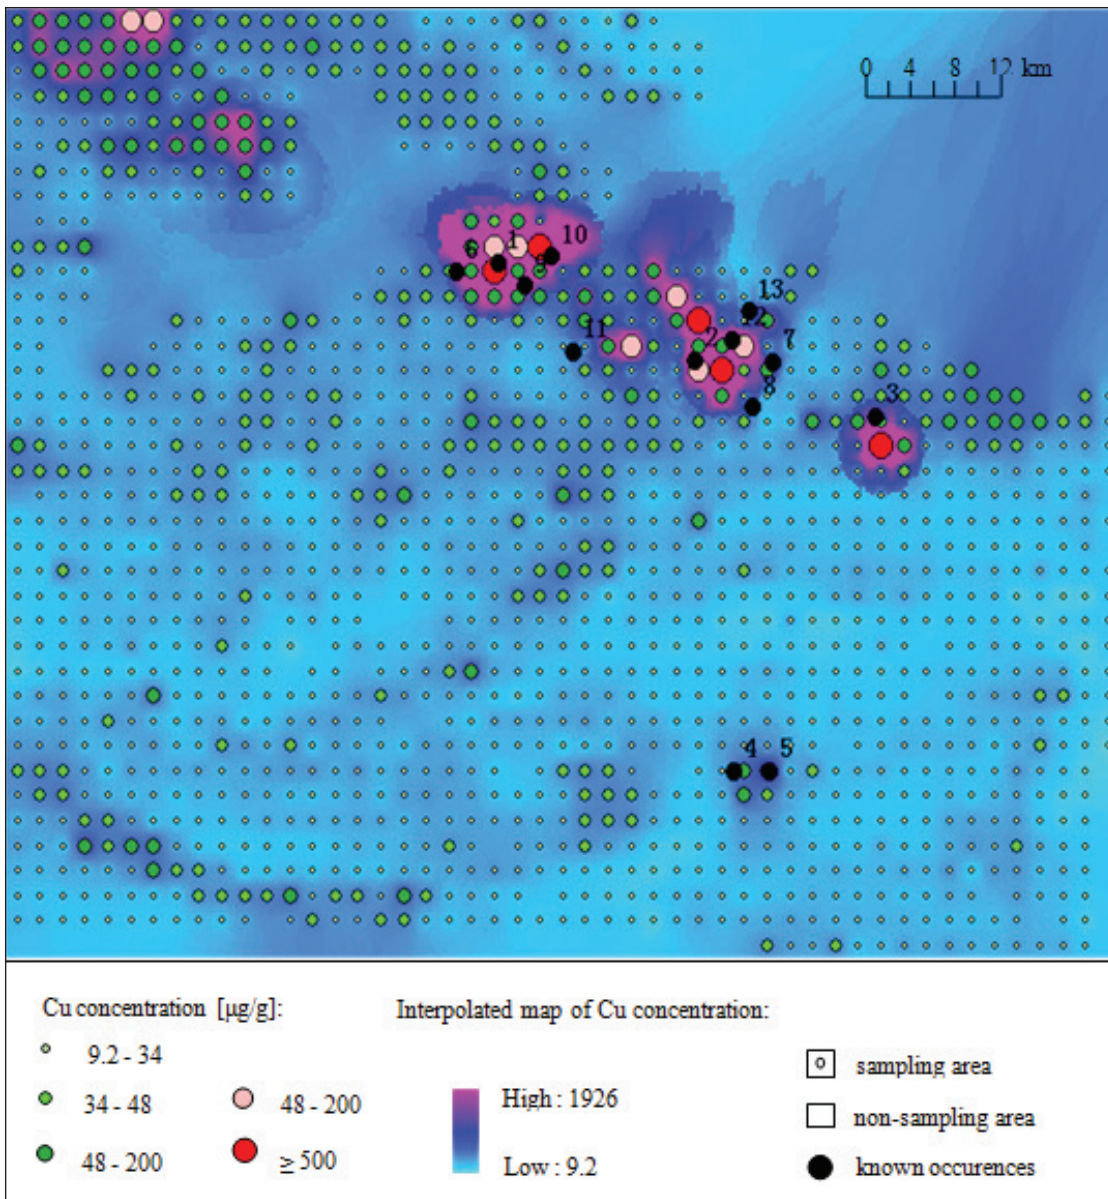 0 4 8 12 km
10
6 1
9
13
12
11 2 7
8
3
4 5
Cu concentration [µg/g]:
Interpolated map of Cu concentration:
9.2 - 34
sampling area
34 - 48
48 - 200
High : 1926
non-sampling area
48 - 200
≥ 500
Low : 9.2
known occurences